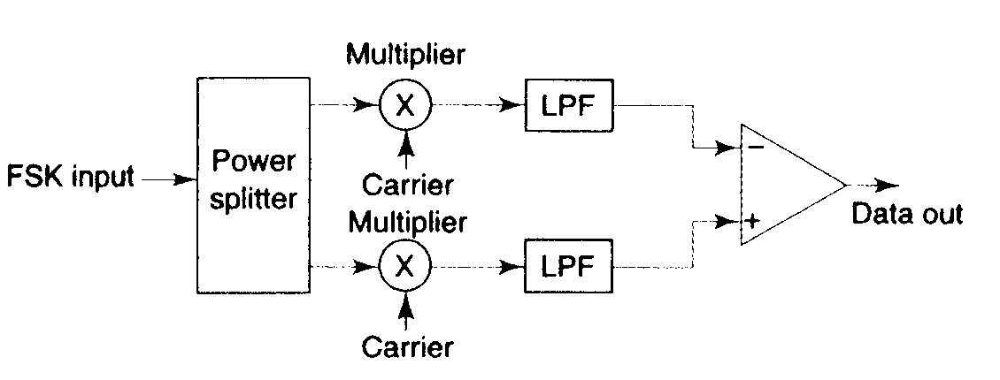 Multiplier
X
LPF
−
Carrier
FSK input
Power
splitter
Multiplier
X
LPF
+
Carrier
Data out